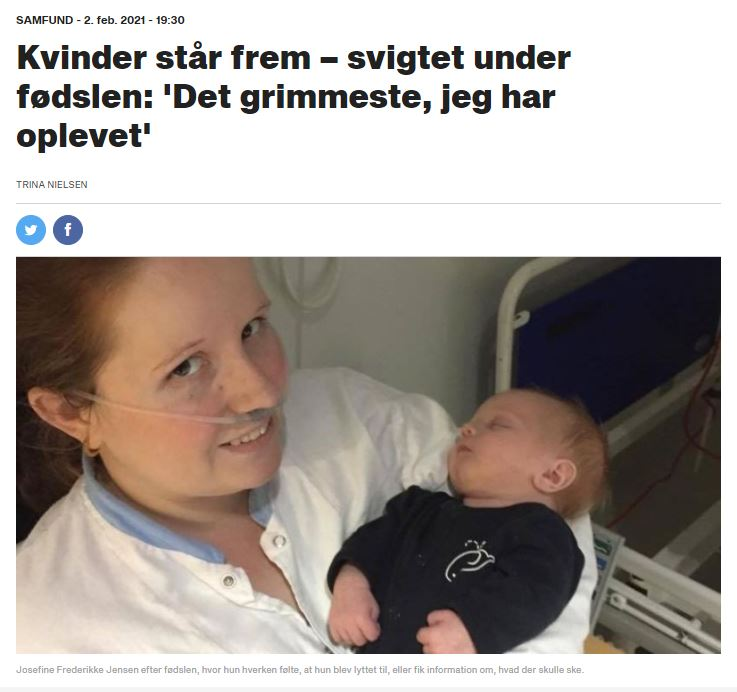 SAMFUND - 2. feb. 2021 - 19:30
Kvinder står frem – svigtet under
fødslen: 'Det grimmeste, jeg har
oplevet'
TRINA NIELSEN
Josefine Frederikke Jensen efter fødslen, hvor hun hverken følte, at hun blev lyttet til, eller fik information om, hvad der skulle ske.